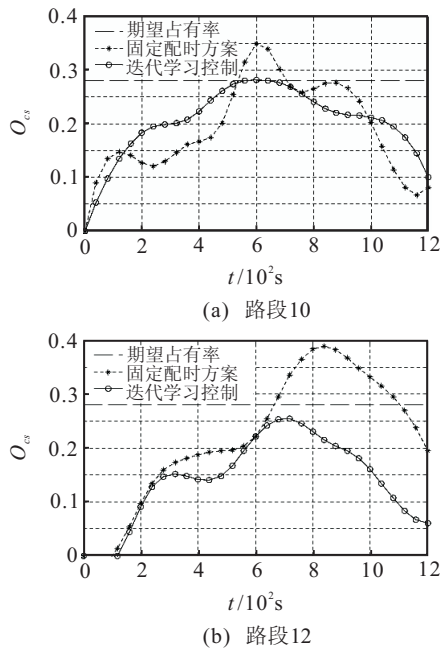 0.4
期望占有率
固定配时方案
迭代学习控制
0.3
0.2
0.1
0
O_cs
0 2 4 6 8 10 12
t/10²s
(a) 路段10
0.4
期望占有率
固定配时方案
迭代学习控制
0.3
0.2
0.1
0
O_cs
0 2 4 6 8 10 12
t/10²s
(b) 路段12